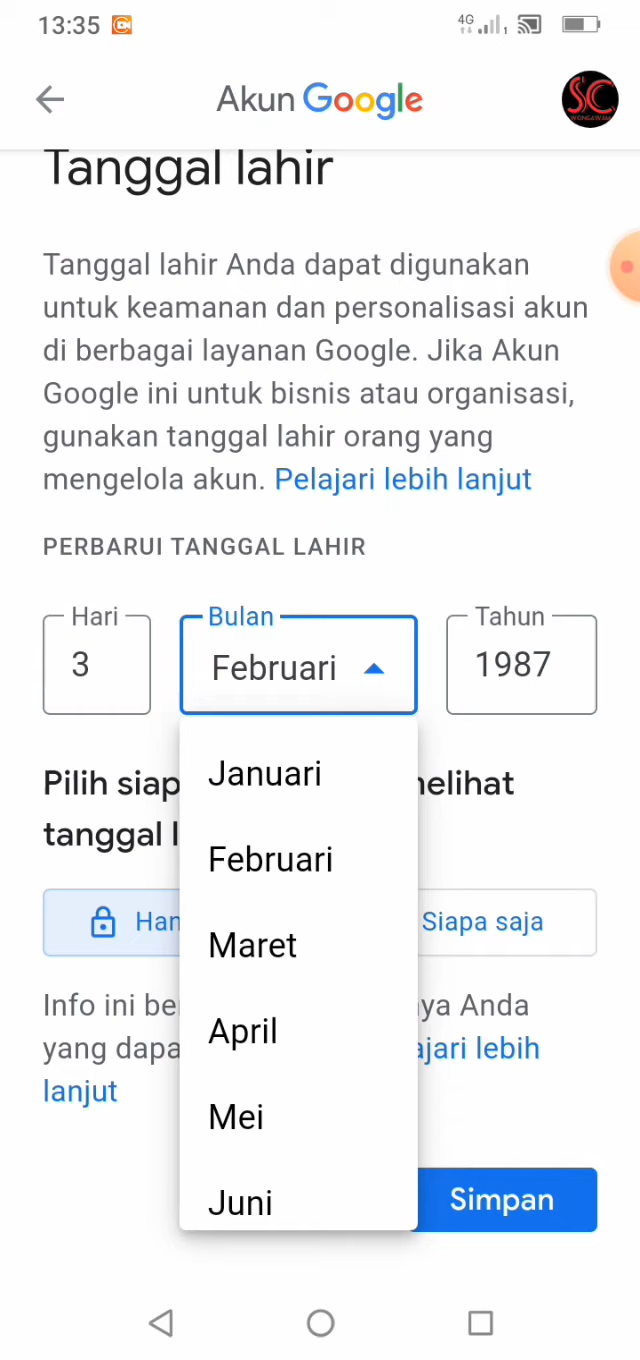 13:35
4G
1
Akun Google
SC
Tanggal lahir
Tanggal lahir Anda dapat digunakan
untuk keamanan dan personalisasi akun
di berbagai layanan Google. Jika Akun
Google ini untuk bisnis atau organisasi,
gunakan tanggal lahir orang yang
mengelola akun. Pelajari lebih lanjut
PERBARUI TANGGAL LAHIR
Hari
Bulan
Tahun
3
Februari
1987
Januari
Februari
Maret
April
Mei
Juni
Pilih siap
elihat
tanggal l
Han
Siapa saja
Info ini be
ya Anda
yang dapa
ajari lebih
lanjut
Simpan